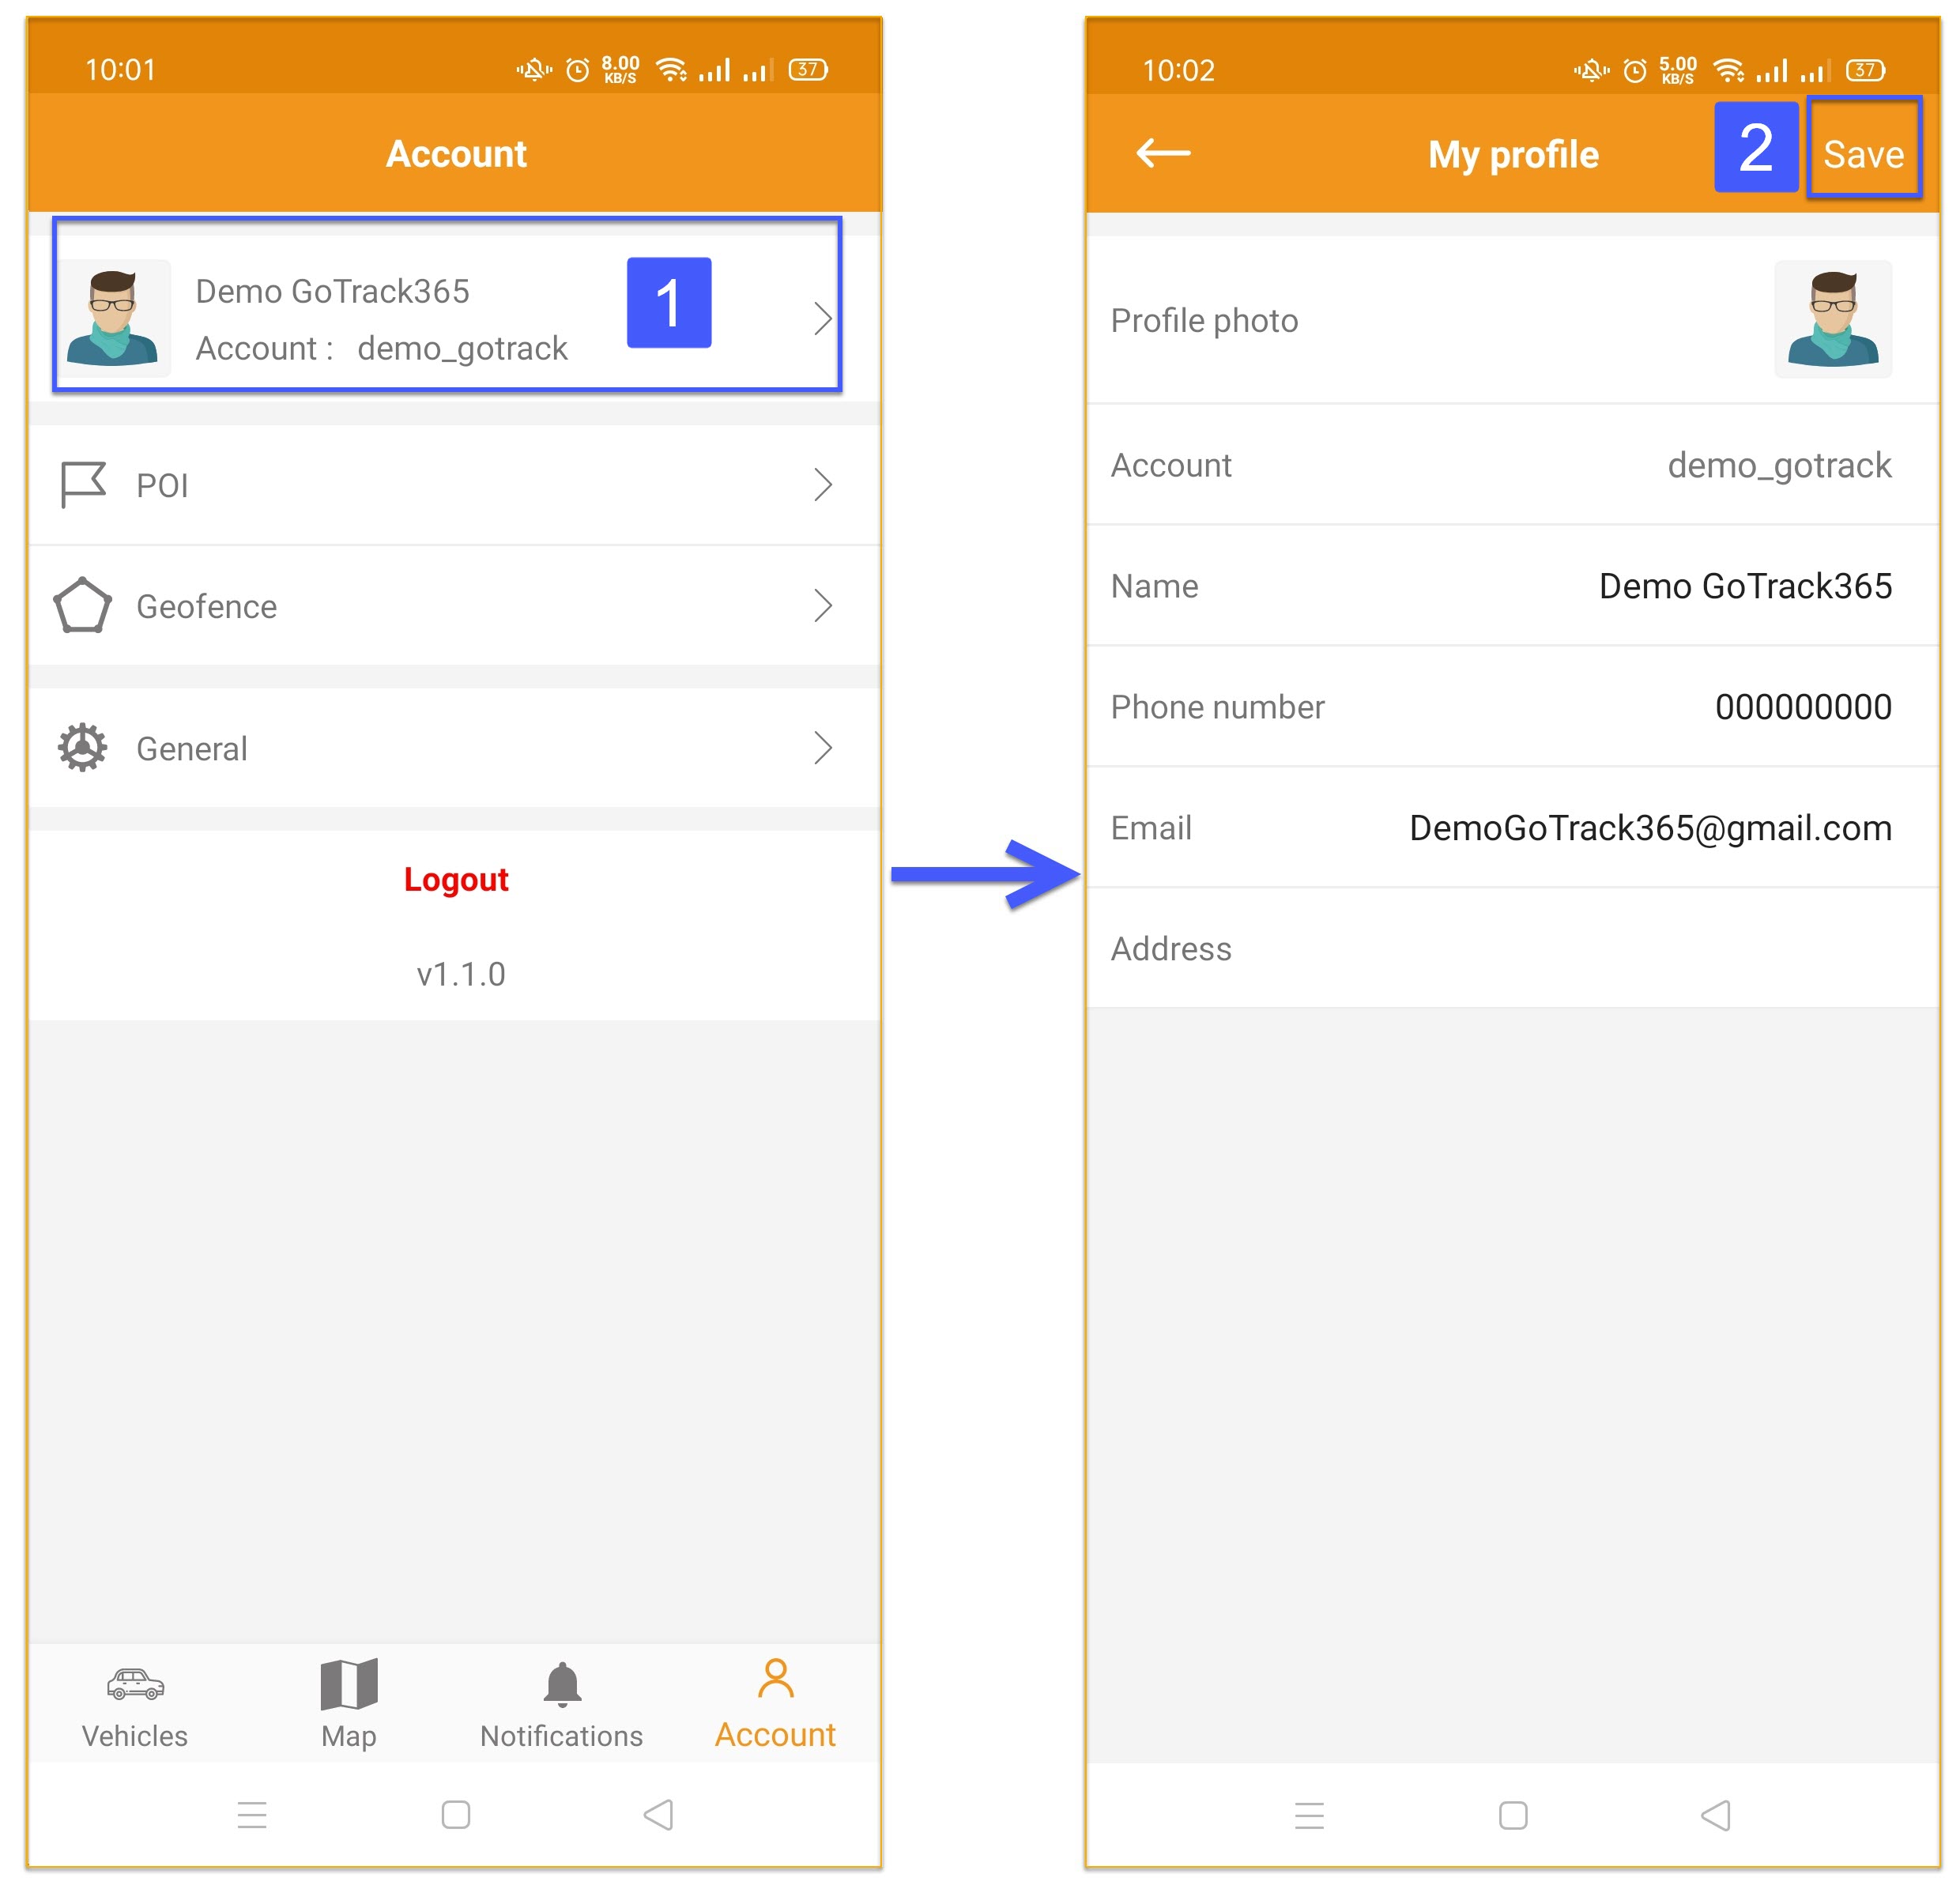 10:01
8.00
KB/S
37
Account
Demo GoTrack365
1
Account : demo_gotrack
POI
Geofence
General
Logout
v1.1.0
Vehicles
Map
Notifications
Account
10:02
5.00
KB/S
37
My profile
2
Save
Profile photo
Account
demo_gotrack
Name
Demo GoTrack365
Phone number
000000000
Email
DemoGoTrack365@gmail.com
Address